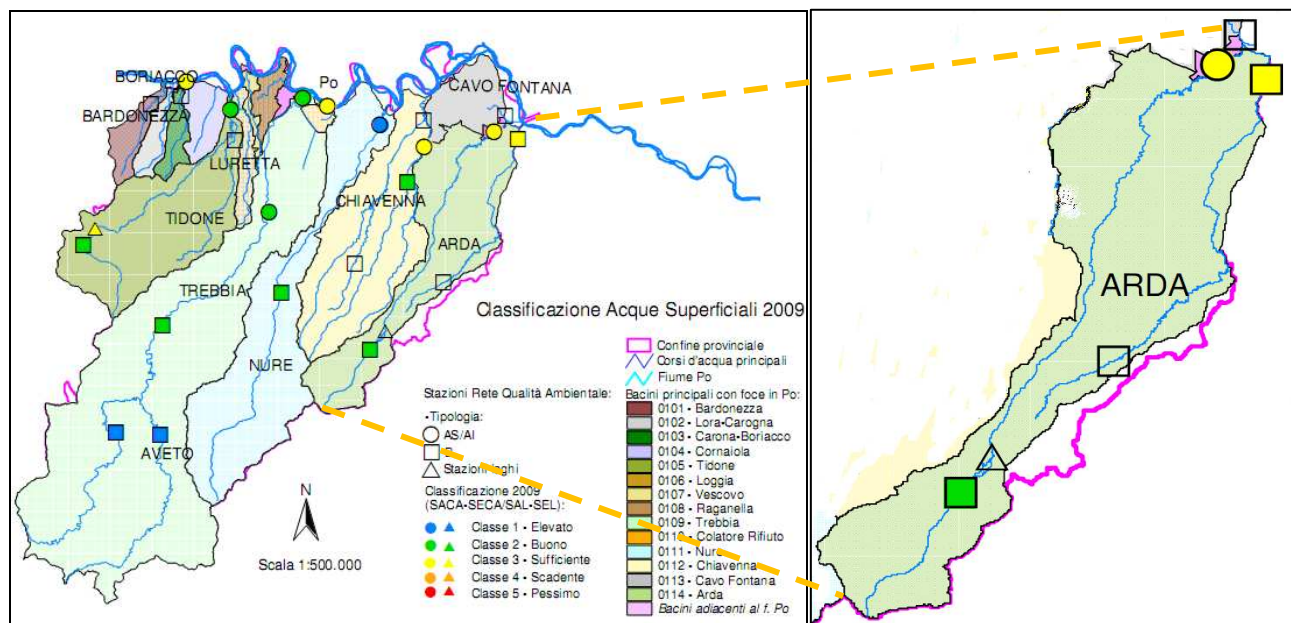 BORIACCO
BARDONEZZA
Po
CAVO FONTANA
LURETTA
TIDONE
CHIAVENNA
ARDA
TREBBIA
NURE
AVETO
Classificazione Acque Superficiali 2009
Confine provinciale
Corsi d'acqua principali
Fiume Po
Stazioni Rete Qualità Ambientale:
•Tipologia:
AS/AI
B
Stazioni laghi
Classificazione 2009
(SACA-SECA/SAL-SEL):
Classe 1 - Elevato
Classe 2 - Buono
Classe 3 - Sufficiente
Classe 4 - Scadente
Classe 5 - Pessimo
N
Scala 1:500.000
Bacini principali con foce in Po:
0101 - Bardonezza
0102 - Lora-Carogna
0103 - Carona-Boriacco
0104 - Cornaiola
0105 - Tidone
0106 - Loggia
0107 - Vescovo
0108 - Raganella
0109 - Trebbia
0110 - Colatore Rifiuto
0111 - Nure
0112 - Chiavenna
0113 - Cavo Fontana
0114 - Arda
Bacini adiacenti al f. Po
ARDA